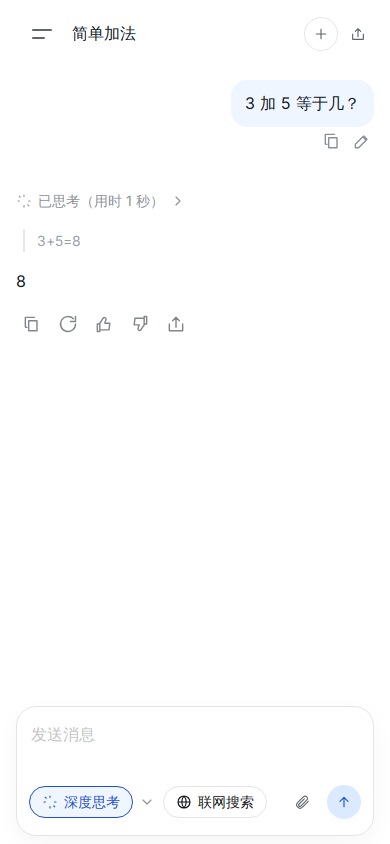 简单加法
3 加 5 等于几？
已思考（用时 1 秒）
3+5=8
8
发送消息
深度思考
联网搜索